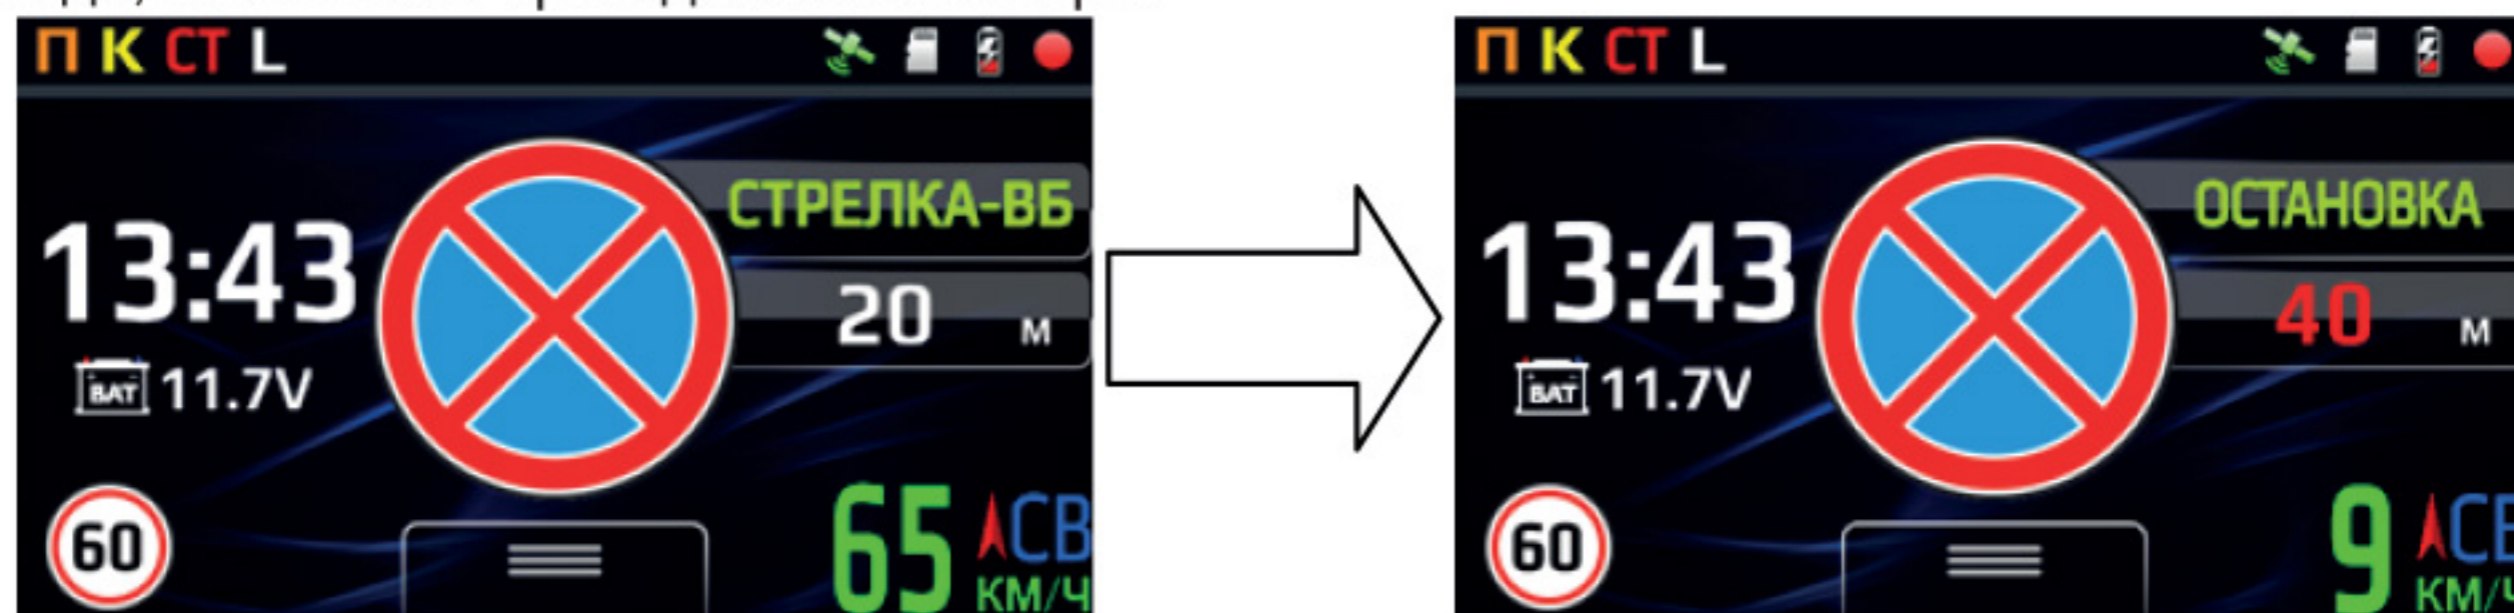 П К СТ L
СТРЕЛКА-ВБ
13:43
20 М
BAT 11.7V
60
65 СВ
КМ/Ч
П К СТ L
ОСТАНОВКА
13:43
40 М
BAT 11.7V
60
9 СВ
КМ/Ч